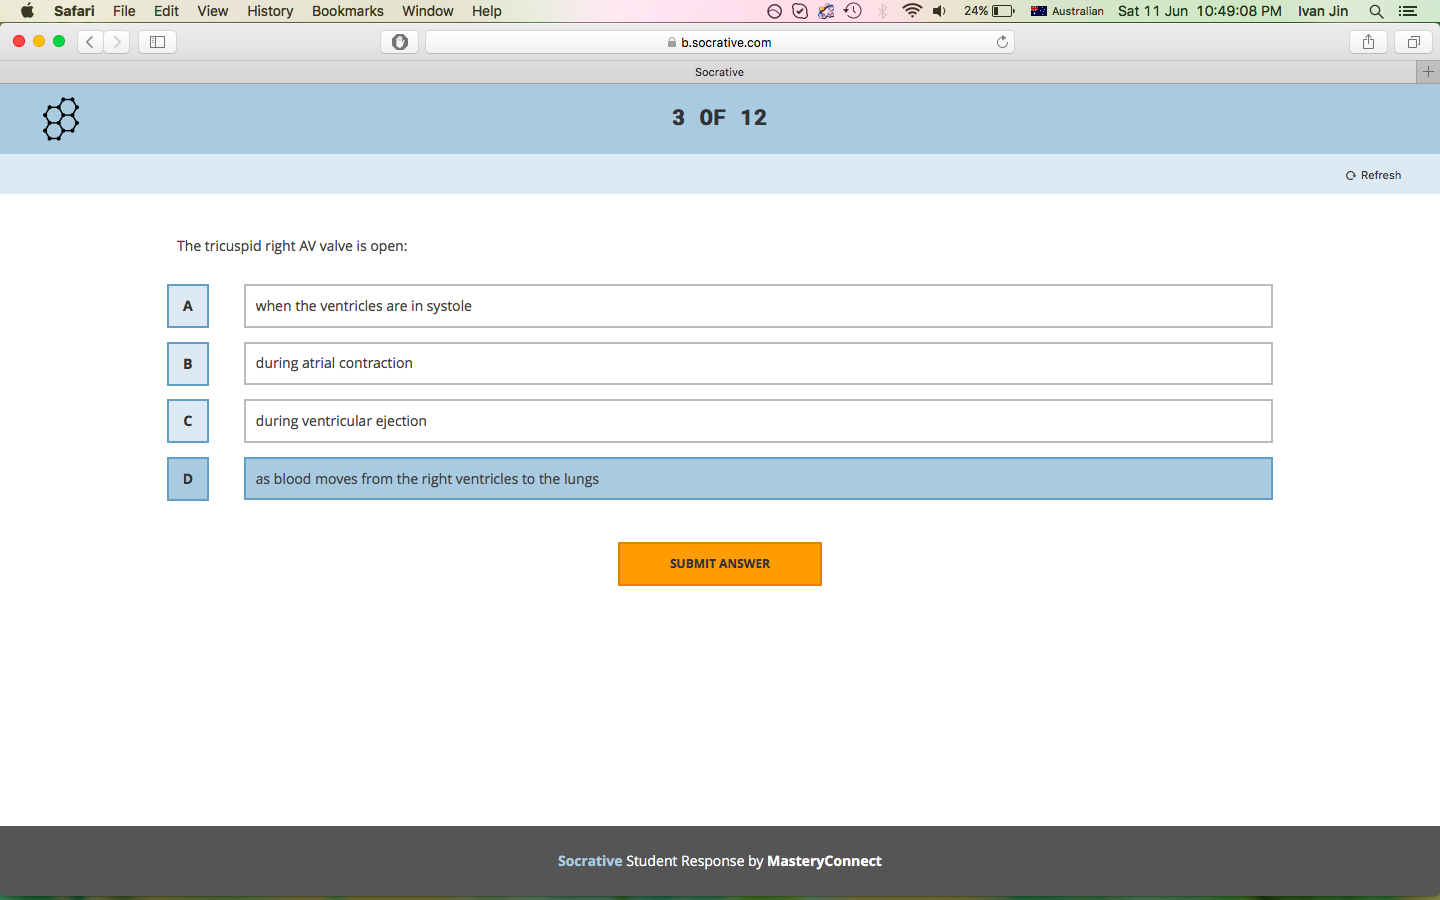 Safari File Edit View History Bookmarks Window Help 24% Australian Sat 11 Jun 10:49:08 PM Ivan Jin
b.socrative.com
Socrative
3 OF 12
Refresh
The tricuspid right AV valve is open:
A when the ventricles are in systole
B during atrial contraction
C during ventricular ejection
D as blood moves from the right ventricles to the lungs
SUBMIT ANSWER
Socrative Student Response by MasteryConnect